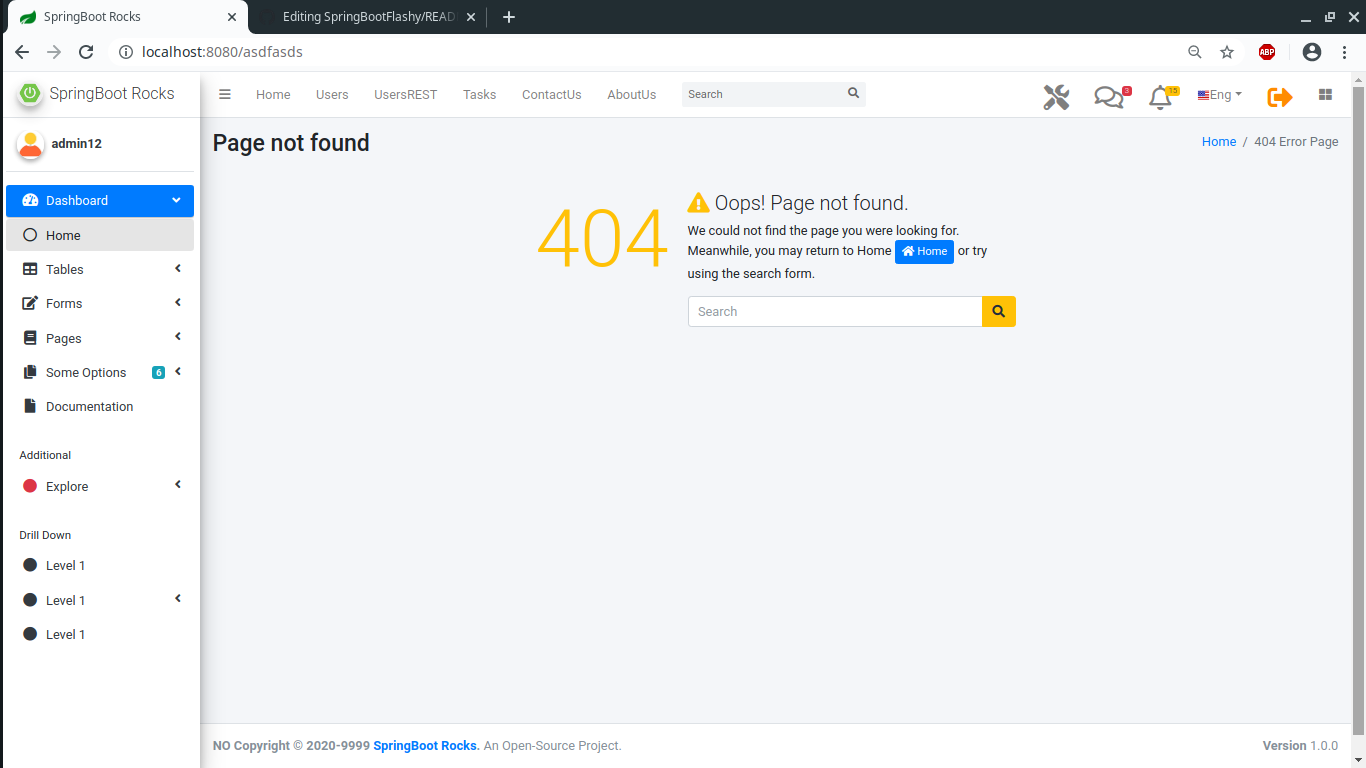 SpringBoot Rocks
Editing SpringBootFlashy/READ
localhost:8080/asdfasds
ABP
SpringBoot Rocks
Home
Users
UsersREST
Tasks
ContactUs
AboutUs
Search
3
15
Eng
admin12
Page not found
Home / 404 Error Page
Dashboard
Home
Tables
Forms
Pages
Some Options 6
Documentation
Additional
Explore
Drill Down
Level 1
Level 1
Level 1
404
Oops! Page not found.
We could not find the page you were looking for.
Meanwhile, you may return to Home Home or try
using the search form.
Search
NO Copyright © 2020-9999 SpringBoot Rocks. An Open-Source Project.
Version 1.0.0